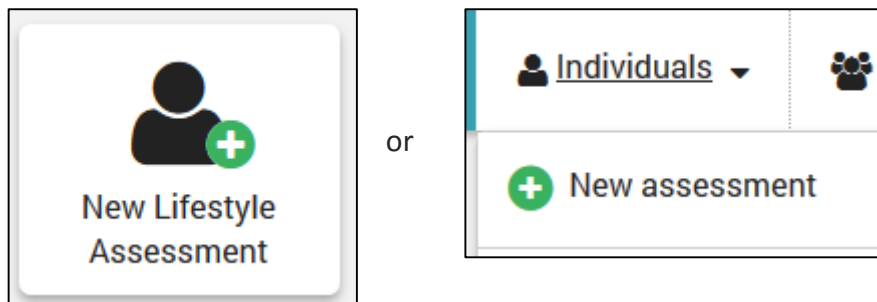 New Lifestyle
Assessment
or
Individuals
New assessment